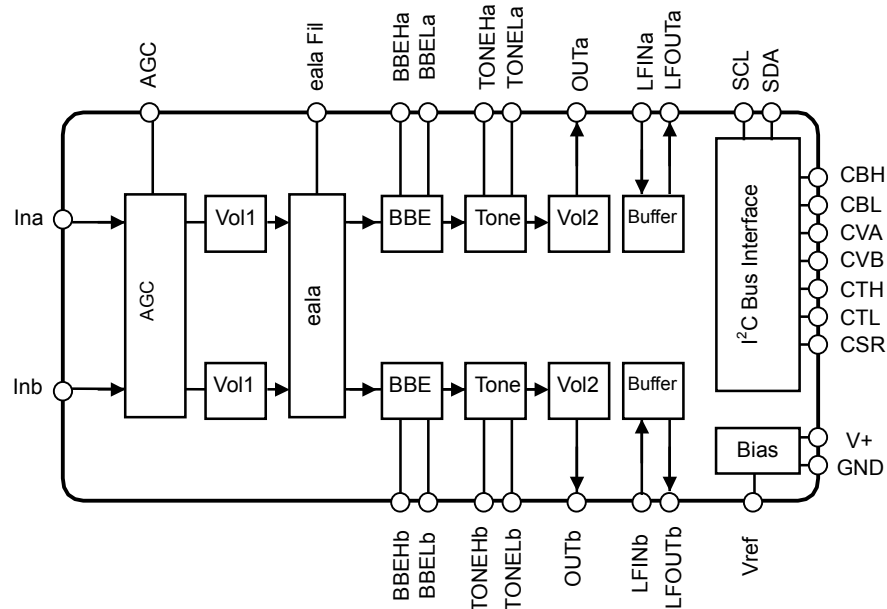 AGC
eala Fil
BBEHa
BBELa
TONEHa
TONELa
OUTa
LFINa
LFOUTa
SCL
SDA
Ina
AGC
Vol1
eala
BBE
Tone
Vol2
Buffer
I²C Bus Interface
CBH
CBL
CVA
CVB
CTH
CTL
CSR
Inb
Vol1
BBE
Tone
Vol2
Buffer
Bias
V+
GND
BBEHb
BBELb
TONEHb
TONELb
OUTb
LFINb
LFOUTb
Vref